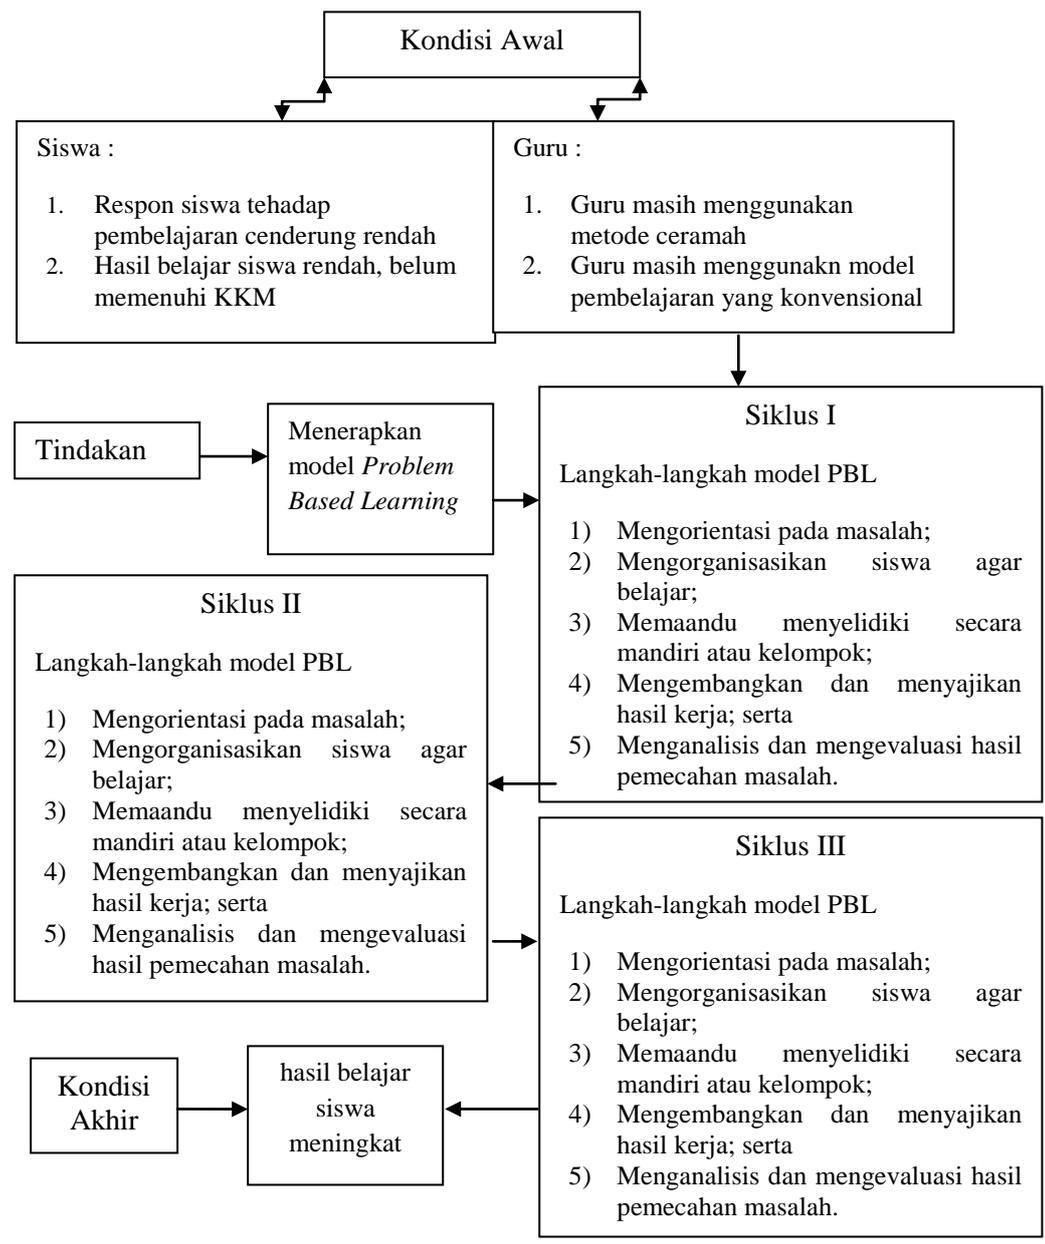 Kondisi Awal
Siswa :
1. Respon siswa tehadap
pembelajaran cenderung rendah
2. Hasil belajar siswa rendah, belum
memenuhi KKM
Guru :
1. Guru masih menggunakan
metode ceramah
2. Guru masih menggunakn model
pembelajaran yang konvensional
Tindakan
Menerapkan
model Problem
Based Learning
Siklus I
Langkah-langkah model PBL
1) Mengorientasi pada masalah;
2) Mengorganisasikan siswa agar
belajar;
3) Memaandu menyelidiki secara
mandiri atau kelompok;
4) Mengembangkan dan menyajikan
hasil kerja; serta
5) Menganalisis dan mengevaluasi hasil
pemecahan masalah.
Siklus II
Langkah-langkah model PBL
1) Mengorientasi pada masalah;
2) Mengorganisasikan siswa agar
belajar;
3) Memaandu menyelidiki secara
mandiri atau kelompok;
4) Mengembangkan dan menyajikan
hasil kerja; serta
5) Menganalisis dan mengevaluasi
hasil pemecahan masalah.
Siklus III
Langkah-langkah model PBL
1) Mengorientasi pada masalah;
2) Mengorganisasikan siswa agar
belajar;
3) Memaandu menyelidiki secara
mandiri atau kelompok;
4) Mengembangkan dan menyajikan
hasil kerja; serta
5) Menganalisis dan mengevaluasi hasil
pemecahan masalah.
Kondisi
Akhir
hasil belajar
siswa
meningkat